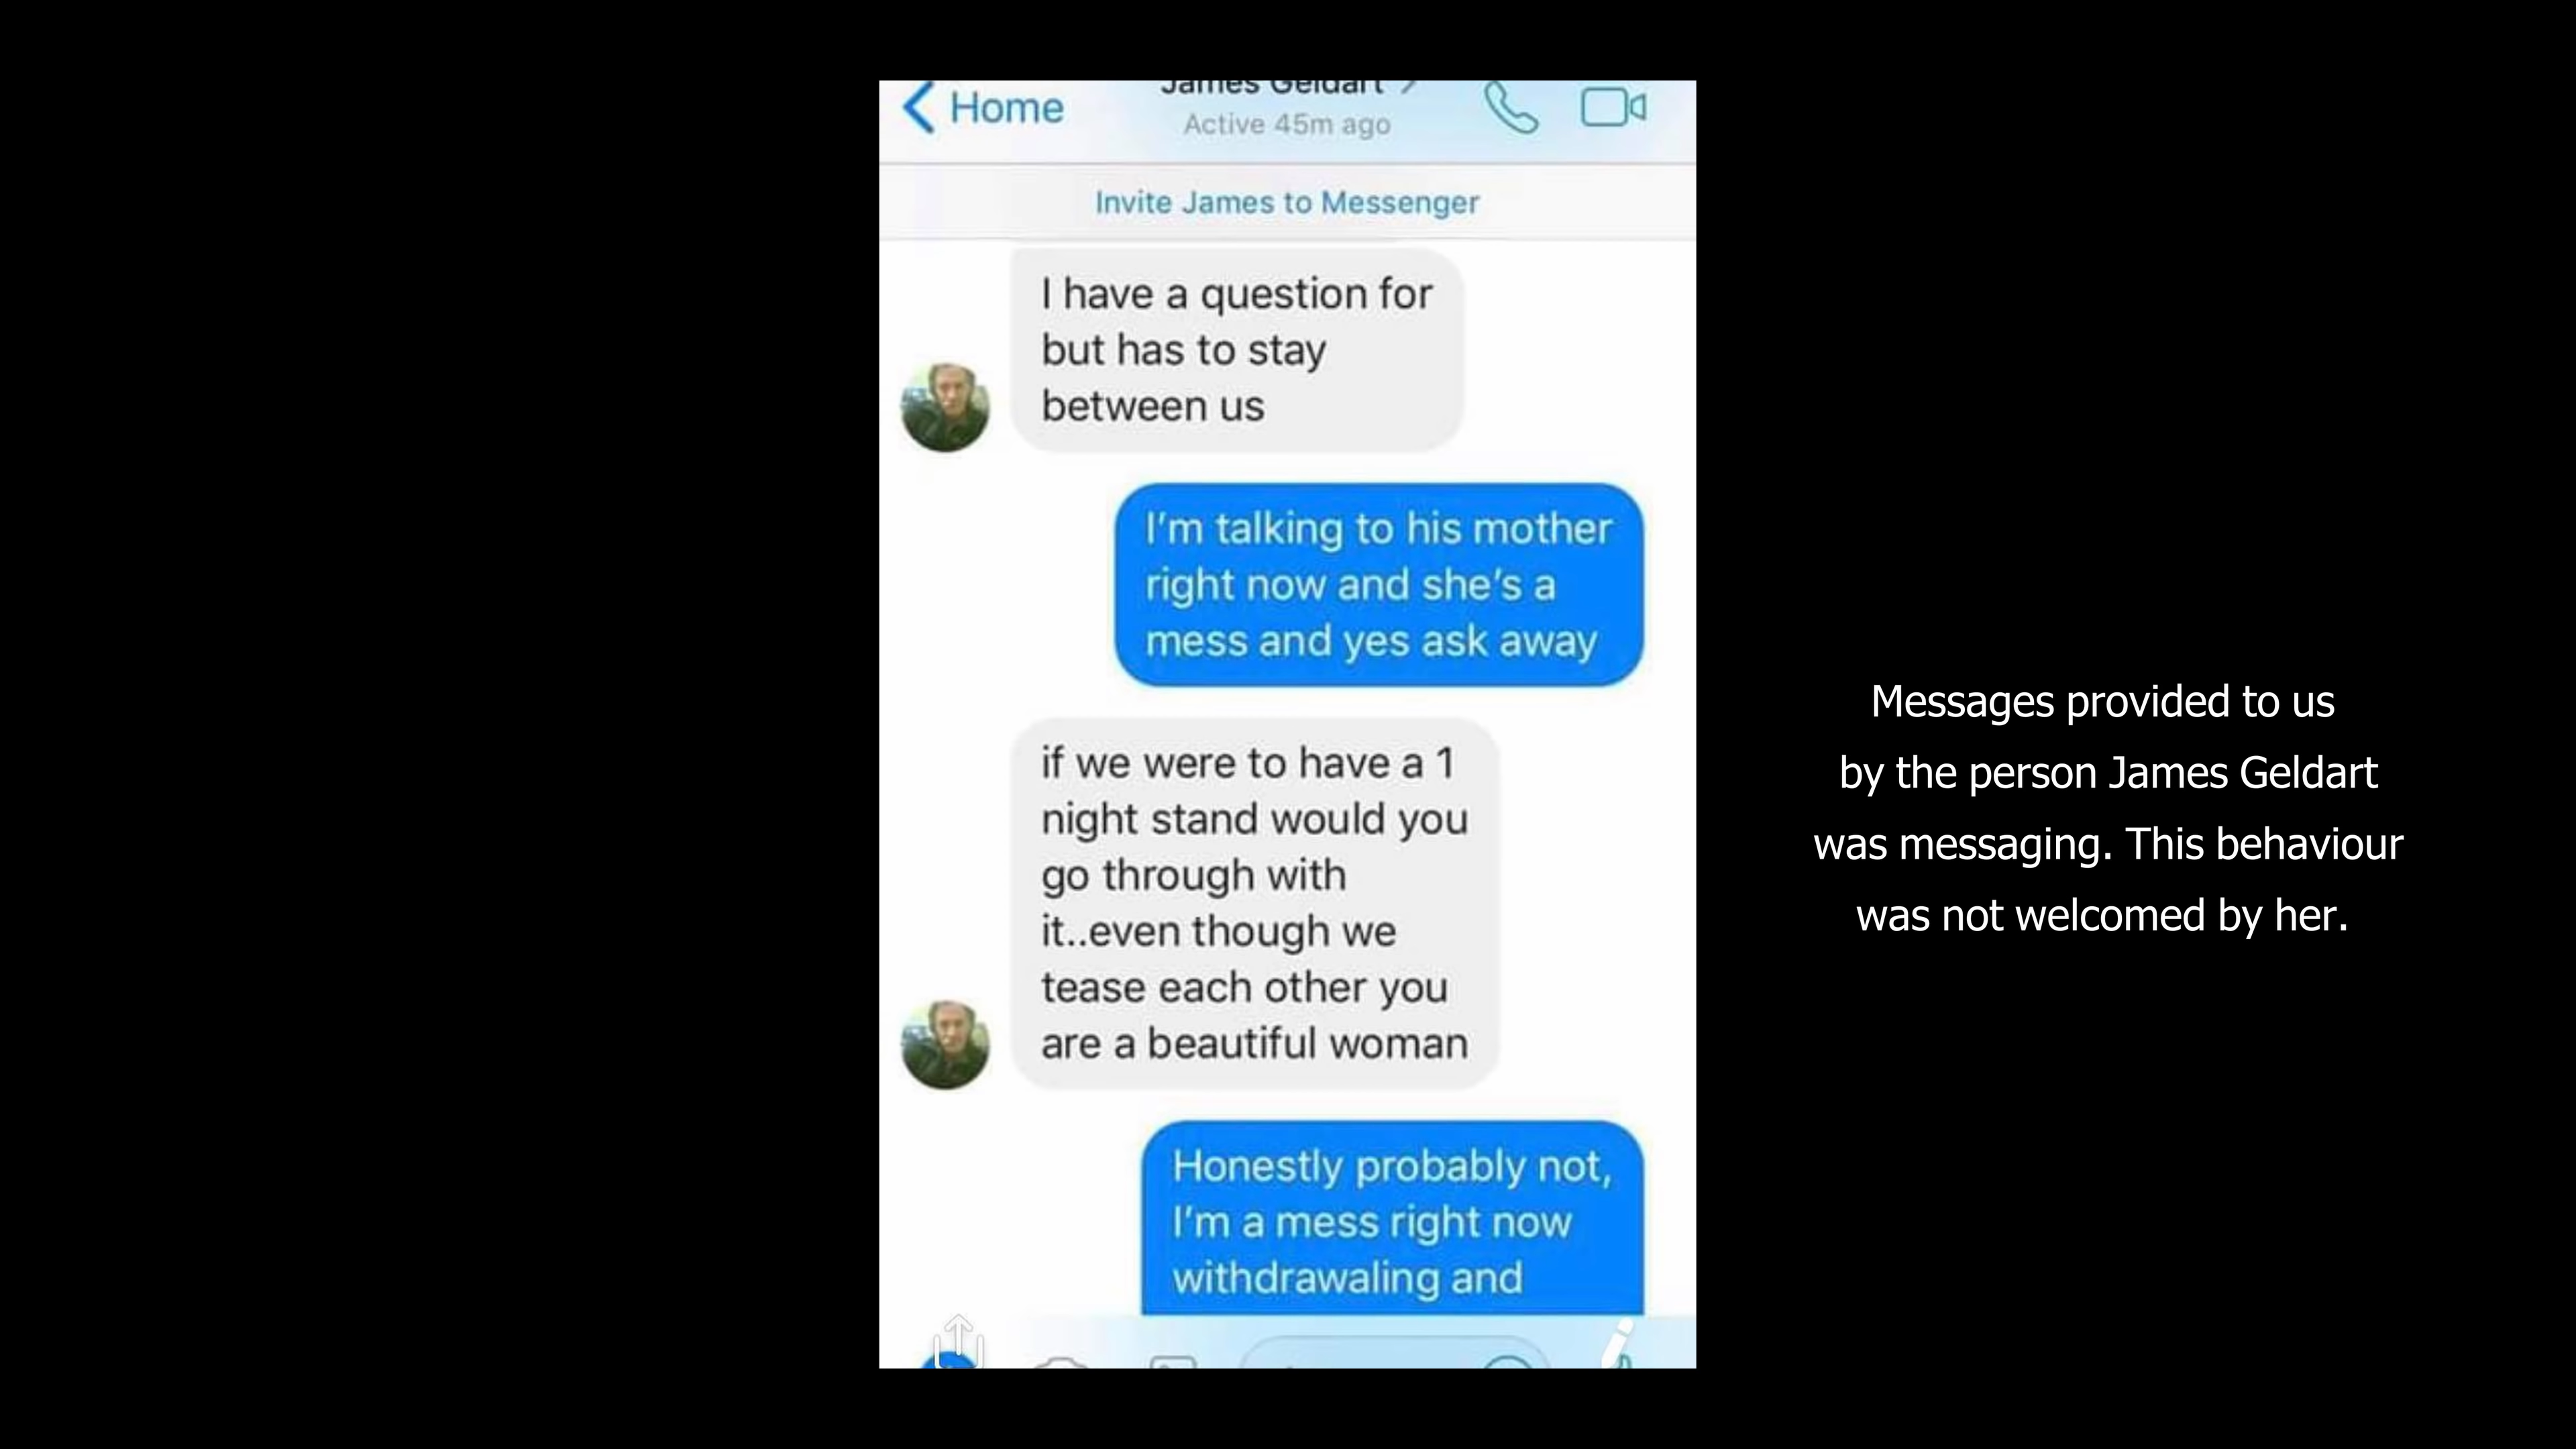 Home
James Geldart
Active 45m ago
Invite James to Messenger
I have a question for
but has to stay
between us
I'm talking to his mother
right now and she's a
mess and yes ask away
if we were to have a 1
night stand would you
go through with
it..even though we
tease each other you
are a beautiful woman
Honestly probably not,
I'm a mess right now
withdrawaling and
Messages provided to us
by the person James Geldart
was messaging. This behaviour
was not welcomed by her.